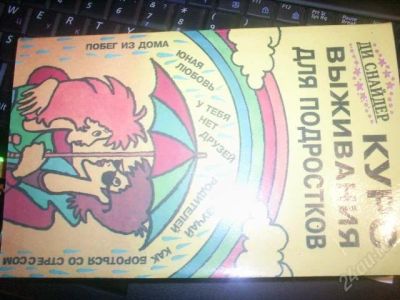 ДИ СНАЙДЕР
КУРС
ВЫЖИВАНИЯ
ДЛЯ ПОДРОСТКОВ
ПОБЕГ ИЗ ДОМА
ЮНАЯ
ЛЮБОВЬ
У ТЕБЯ
НЕТ
ДРУЗЕЙ
ИЗУЧАЙ
РОДИТЕЛЕЙ
КАК БОРОТЬСЯ СО СТРЕССОМ